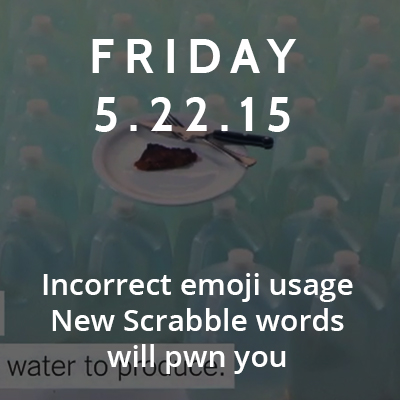 FRIDAY
5.22.15
Incorrect emoji usage
New Scrabble words
will pwn you
water to produce.